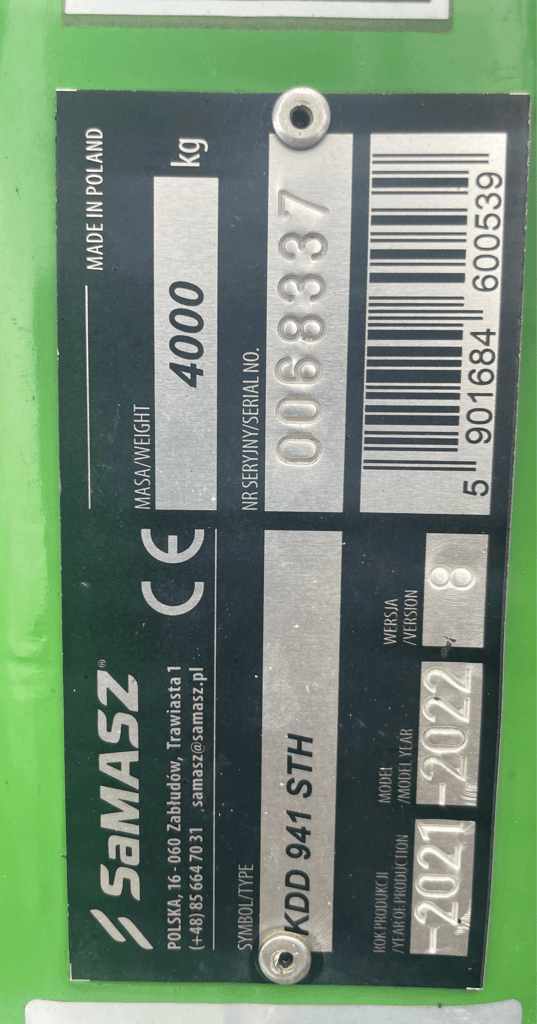 SaMASZ®
MADE IN POLAND
POLSKA, 16 - 060 Zabłudów, Trawiasta 1
(+48) 85 664 70 31 samasz@samasz.pl
CE
MASA/WEIGHT
4000 kg
SYMBOL/TYPE
KDD 941 STH
NR SERYJNY/SERIAL NO.
0068337
ROK PRODUKCJI
/YEAR OF PRODUCTION
-2021-
MODEL
/MODEL YEAR
-2022-
WERSJA
/VERSION
8
5 901684 600539